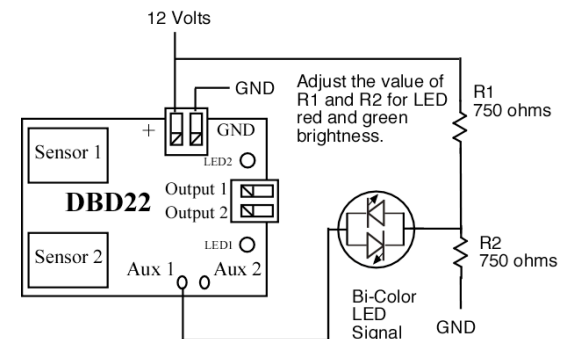 12 Volts
GND
Adjust the value of
R1 and R2 for LED
red and green
brightness.
R1
750 ohms
+
GND
Sensor 1
LED2
Output 1
DBD22
Output 2
LED1
Sensor 2
Aux 1
Aux 2
R2
750 ohms
Bi-Color
LED
Signal
GND